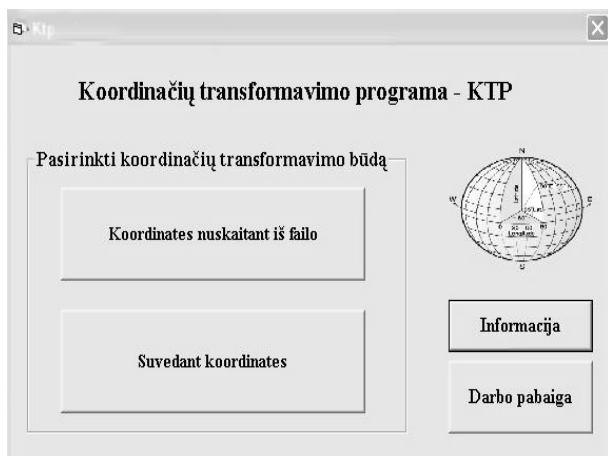 Ktp
Koordinačių transformavimo programa - KTP
Pasirinkti koordinačių transformavimo būdą
Koordinates nuskaitant iš failo
Suvedant koordinates
N
W
E
S
Informacija
Darbo pabaiga